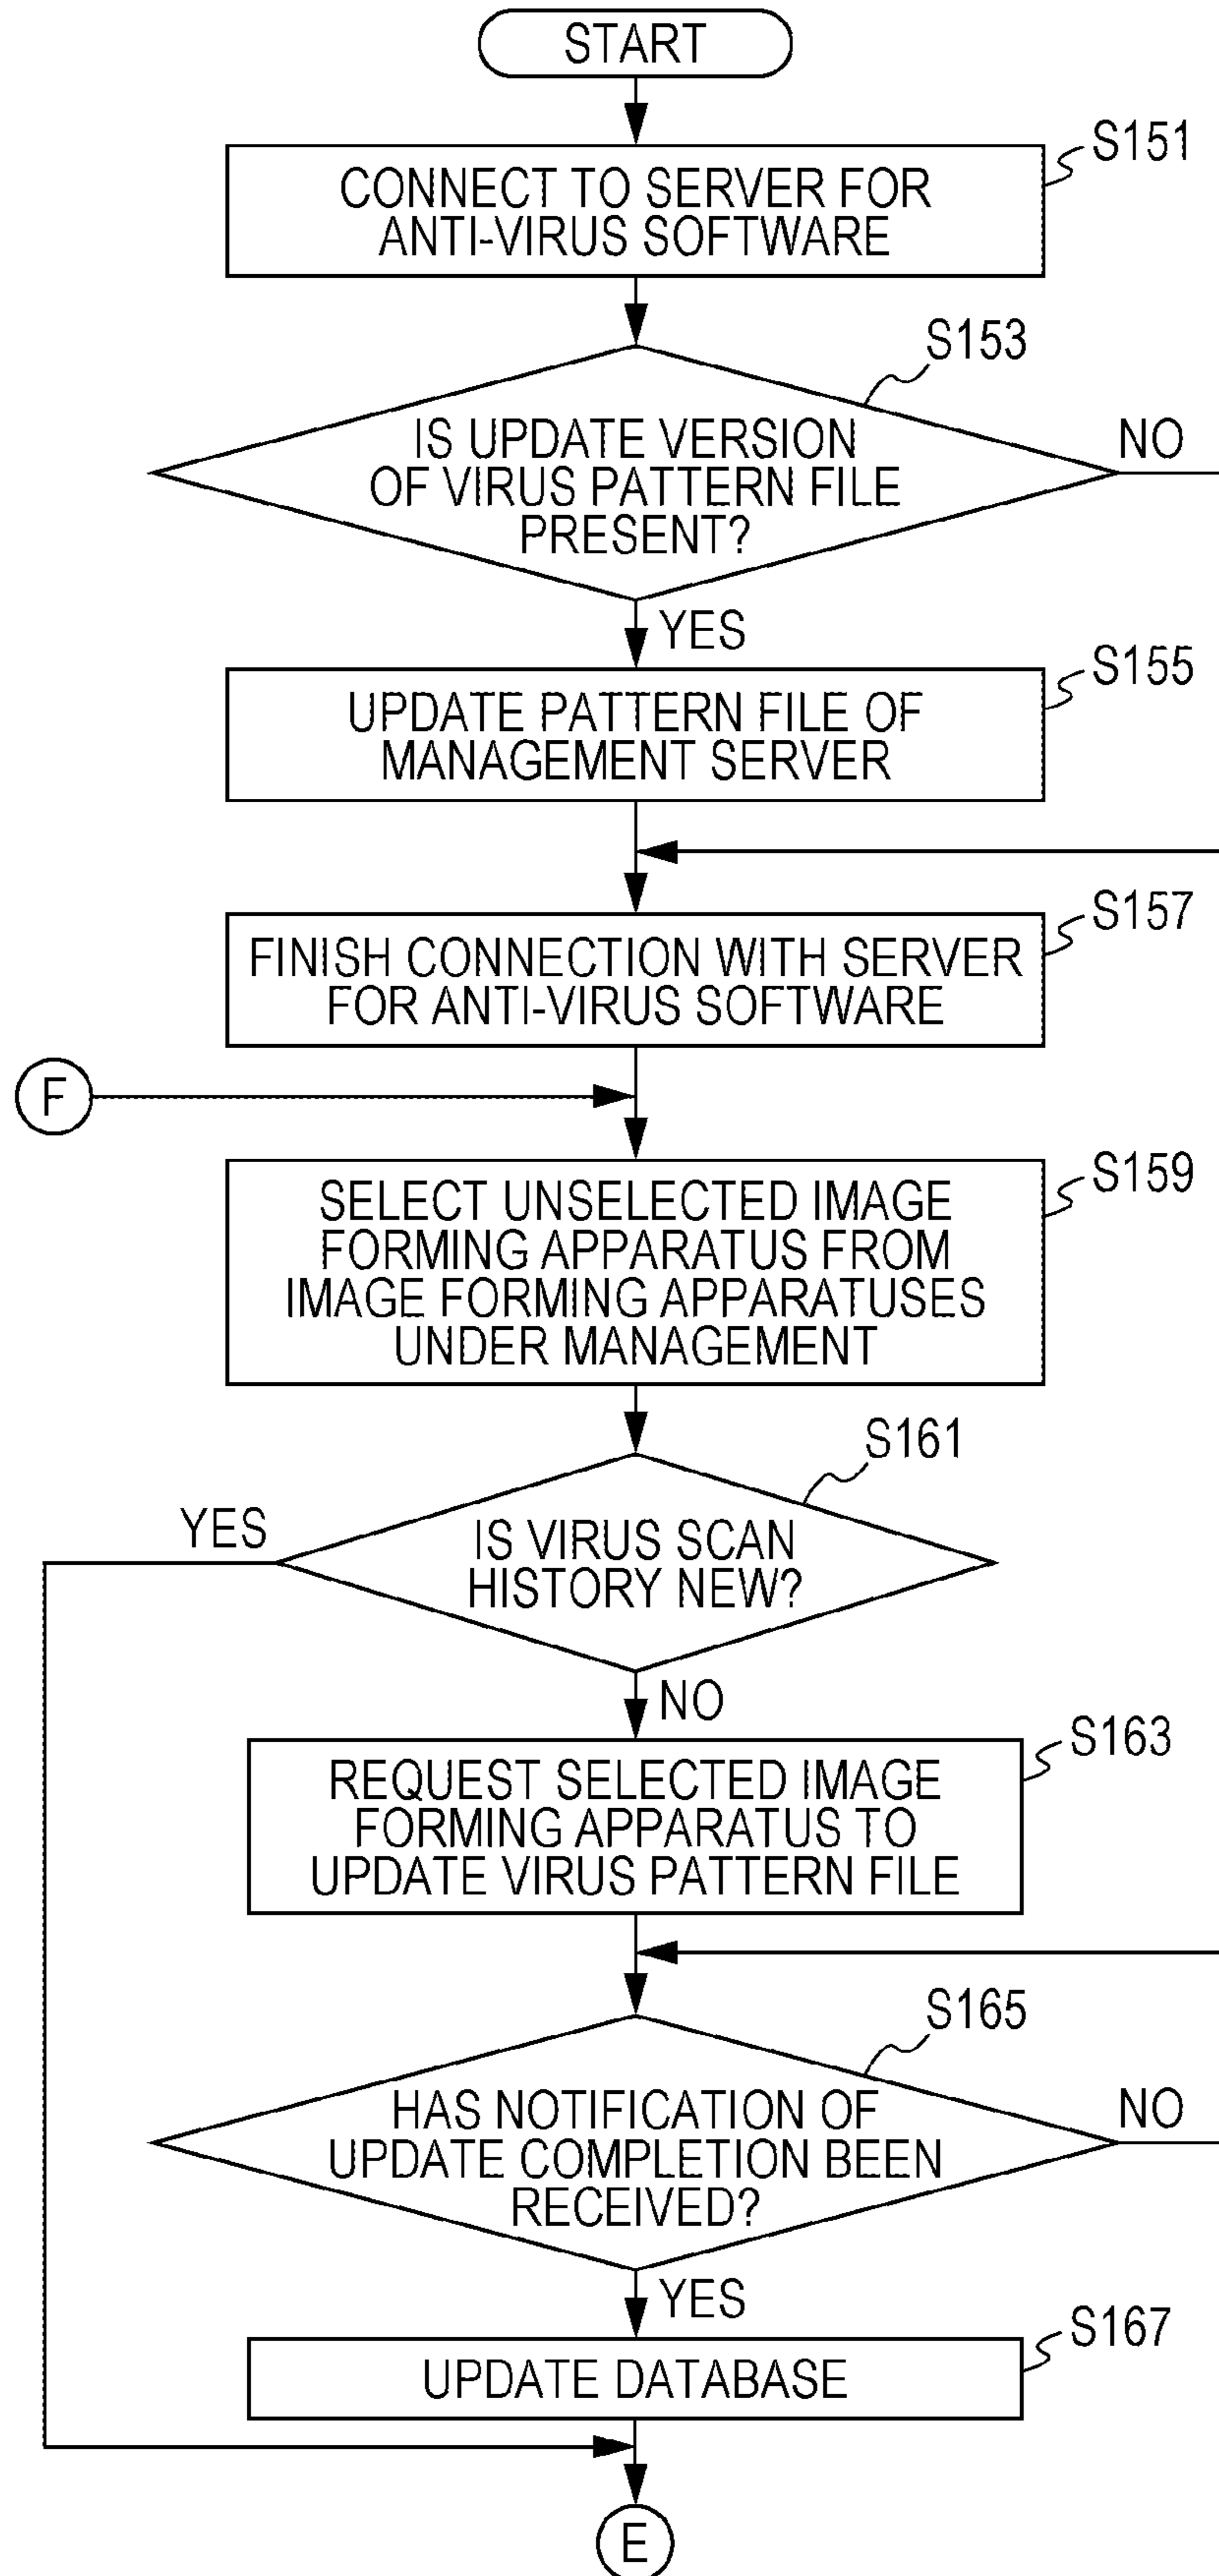 START
S151
CONNECT TO SERVER FOR
ANTI-VIRUS SOFTWARE
S153
IS UPDATE VERSION
OF VIRUS PATTERN FILE
PRESENT?
NO
YES
S155
UPDATE PATTERN FILE OF
MANAGEMENT SERVER
S157
FINISH CONNECTION WITH SERVER
FOR ANTI-VIRUS SOFTWARE
F
S159
SELECT UNSELECTED IMAGE
FORMING APPARATUS FROM
IMAGE FORMING APPARATUSES
UNDER MANAGEMENT
S161
YES
IS VIRUS SCAN
HISTORY NEW?
NO
S163
REQUEST SELECTED IMAGE
FORMING APPARATUS TO
UPDATE VIRUS PATTERN FILE
S165
HAS NOTIFICATION OF
UPDATE COMPLETION BEEN
RECEIVED?
NO
YES
S167
UPDATE DATABASE
E